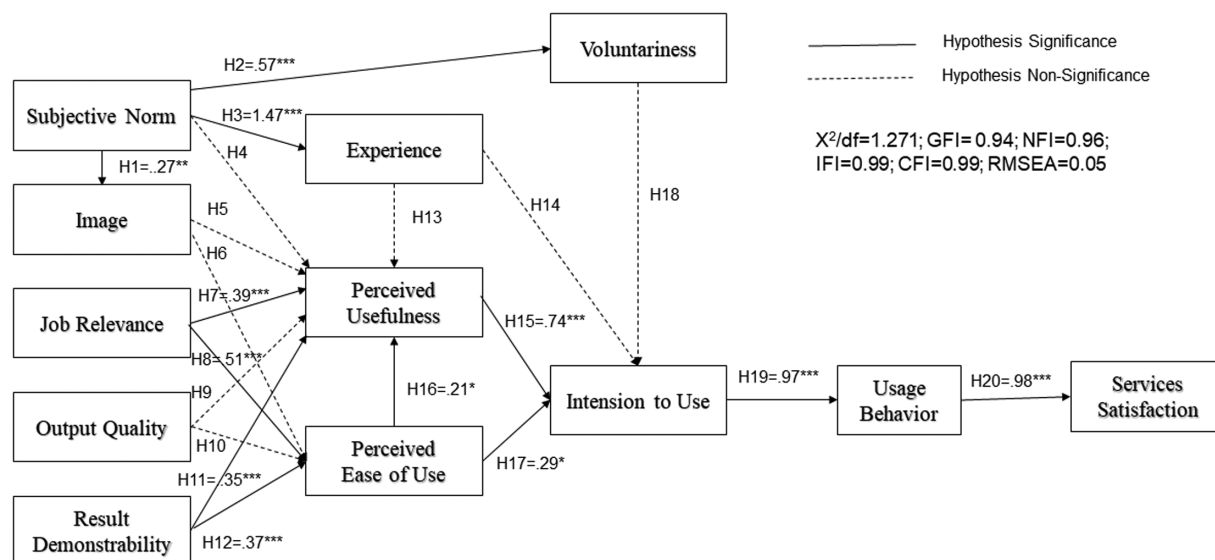 Voluntariness
Hypothesis Significance
Hypothesis Non-Significance
H2=.57***
Subjective Norm
H3=1.47***
H4
Experience
X²/df=1.271; GFI= 0.94; NFI=0.96;
IFI=0.99; CFI=0.99; RMSEA=0.05
H1=..27**
Image
H5
H6
H13
H14
H18
Job Relevance
H7=.39***
Perceived
Usefulness
H8=.51***
H15=.74***
H9
H16=.21*
Intension to Use
H19=.97***
Usage
Behavior
H20=.98***
Services
Satisfaction
Output Quality
H10
Perceived
Ease of Use
H17=.29*
H11=.35***
Result
Demonstrability
H12=.37***